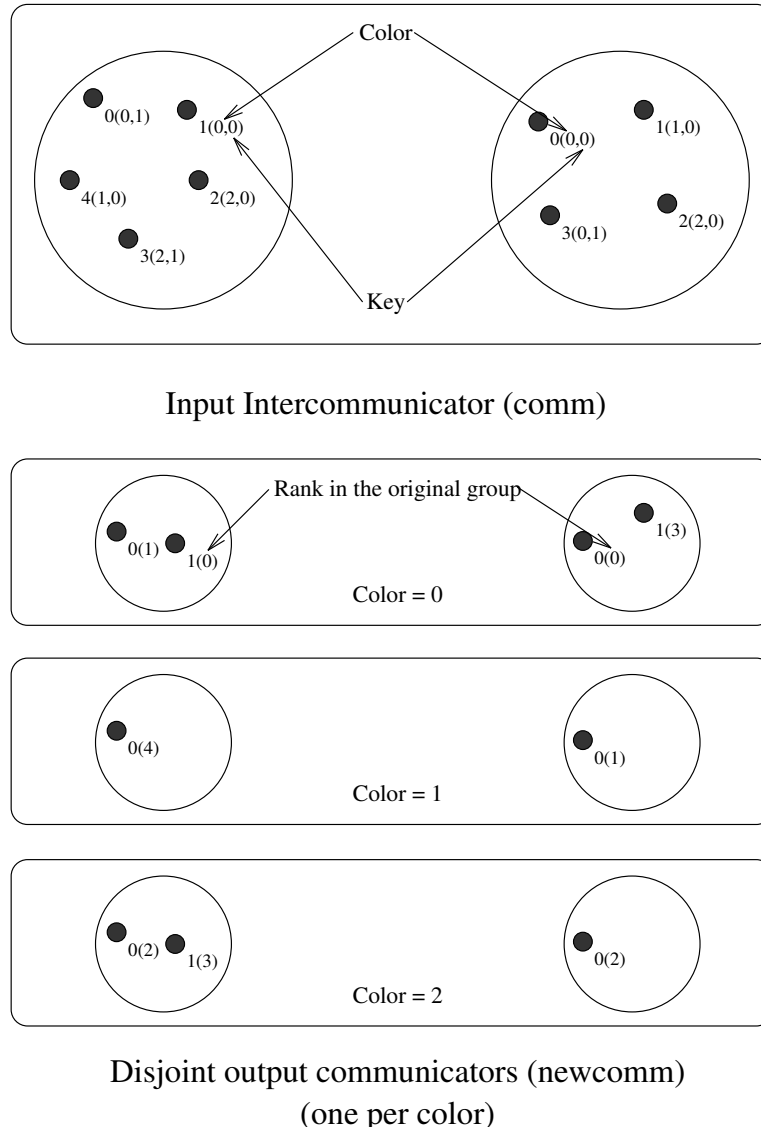 Color
0(0,1)
1(0,0)
0(0,0)
1(1,0)
4(1,0)
2(2,0)
3(0,1)
2(2,0)
3(2,1)
Key
Input Intercommunicator (comm)
Rank in the original group
0(1)
1(0)
0(0)
1(3)
Color = 0
0(4)
0(1)
Color = 1
0(2)
1(3)
0(2)
Color = 2
Disjoint output communicators (newcomm)
(one per color)